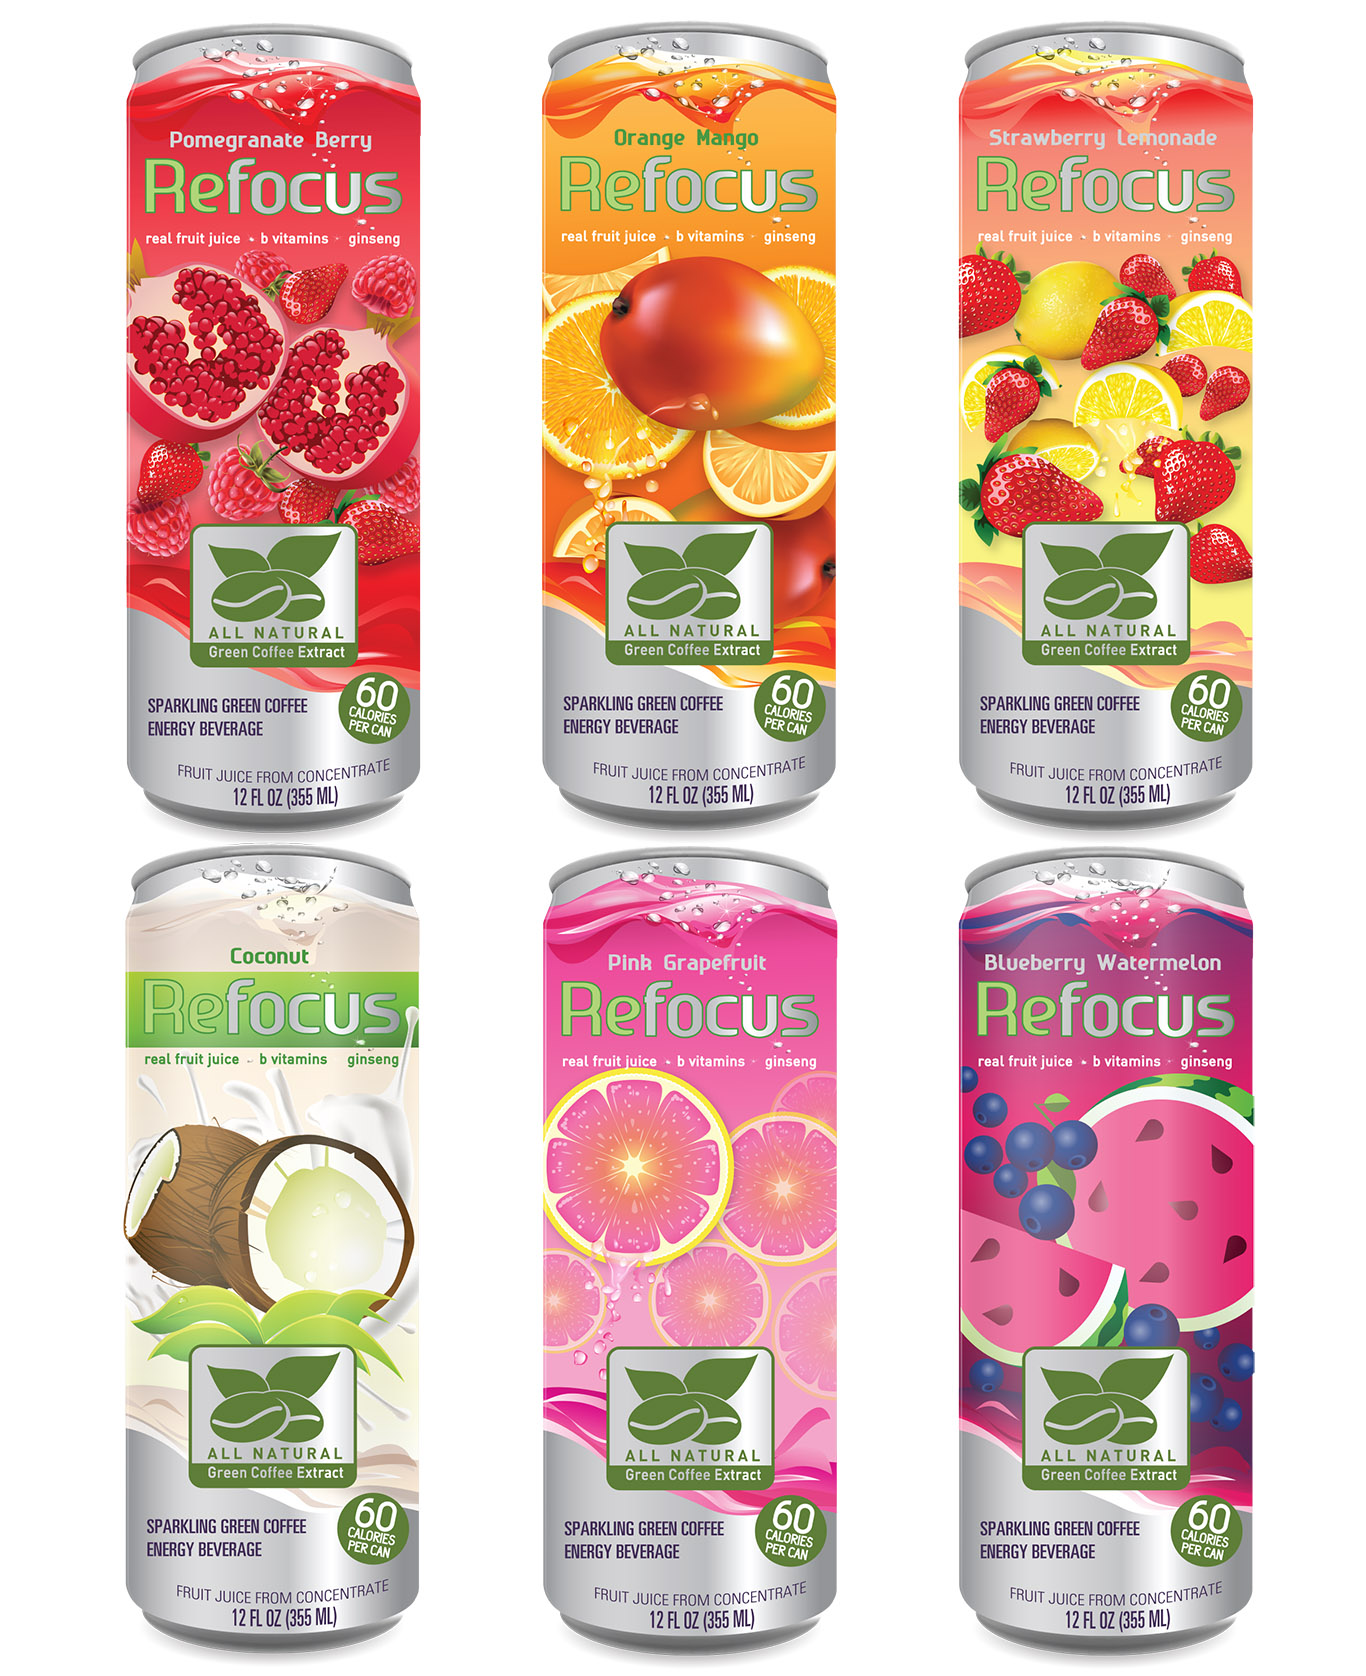 Pomegranate Berry
Refocus
real fruit juice - b vitamins · ginseng
ALL NATURAL
Green Coffee Extract
SPARKLING GREEN COFFEE
ENERGY BEVERAGE
60
CALORIES
PER CAN
FRUIT JUICE FROM CONCENTRATE
12 FL OZ (355 ML)
Orange Mango
Refocus
real fruit juice - b vitamins · ginseng
ALL NATURAL
Green Coffee Extract
SPARKLING GREEN COFFEE
ENERGY BEVERAGE
60
CALORIES
PER CAN
FRUIT JUICE FROM CONCENTRATE
12 FL OZ (355 ML)
Strawberry Lemonade
Refocus
real fruit juice - b vitamins · ginseng
ALL NATURAL
Green Coffee Extract
SPARKLING GREEN COFFEE
ENERGY BEVERAGE
60
CALORIES
PER CAN
FRUIT JUICE FROM CONCENTRATE
12 FL OZ (355 ML)
Coconut
Refocus
real fruit juice - b vitamins ginseng
ALL NATURAL
Green Coffee Extract
SPARKLING GREEN COFFEE
ENERGY BEVERAGE
60
CALORIES
PER CAN
FRUIT JUICE FROM CONCENTRATE
12 FL OZ (355 ML)
Pink Grapefruit
Refocus
real fruit juice - b vitamins · ginseng
ALL NATURAL
Green Coffee Extract
SPARKLING GREEN COFFEE
ENERGY BEVERAGE
60
CALORIES
PER CAN
FRUIT JUICE FROM CONCENTRATE
12 FL OZ (355 ML)
Blueberry Watermelon
Refocus
real fruit juice - b vitamins · ginseng
ALL NATURAL
Green Coffee Extract
SPARKLING GREEN COFFEE
ENERGY BEVERAGE
60
CALORIES
PER CAN
FRUIT JUICE FROM CONCENTRATE
12 FL OZ (355 ML)